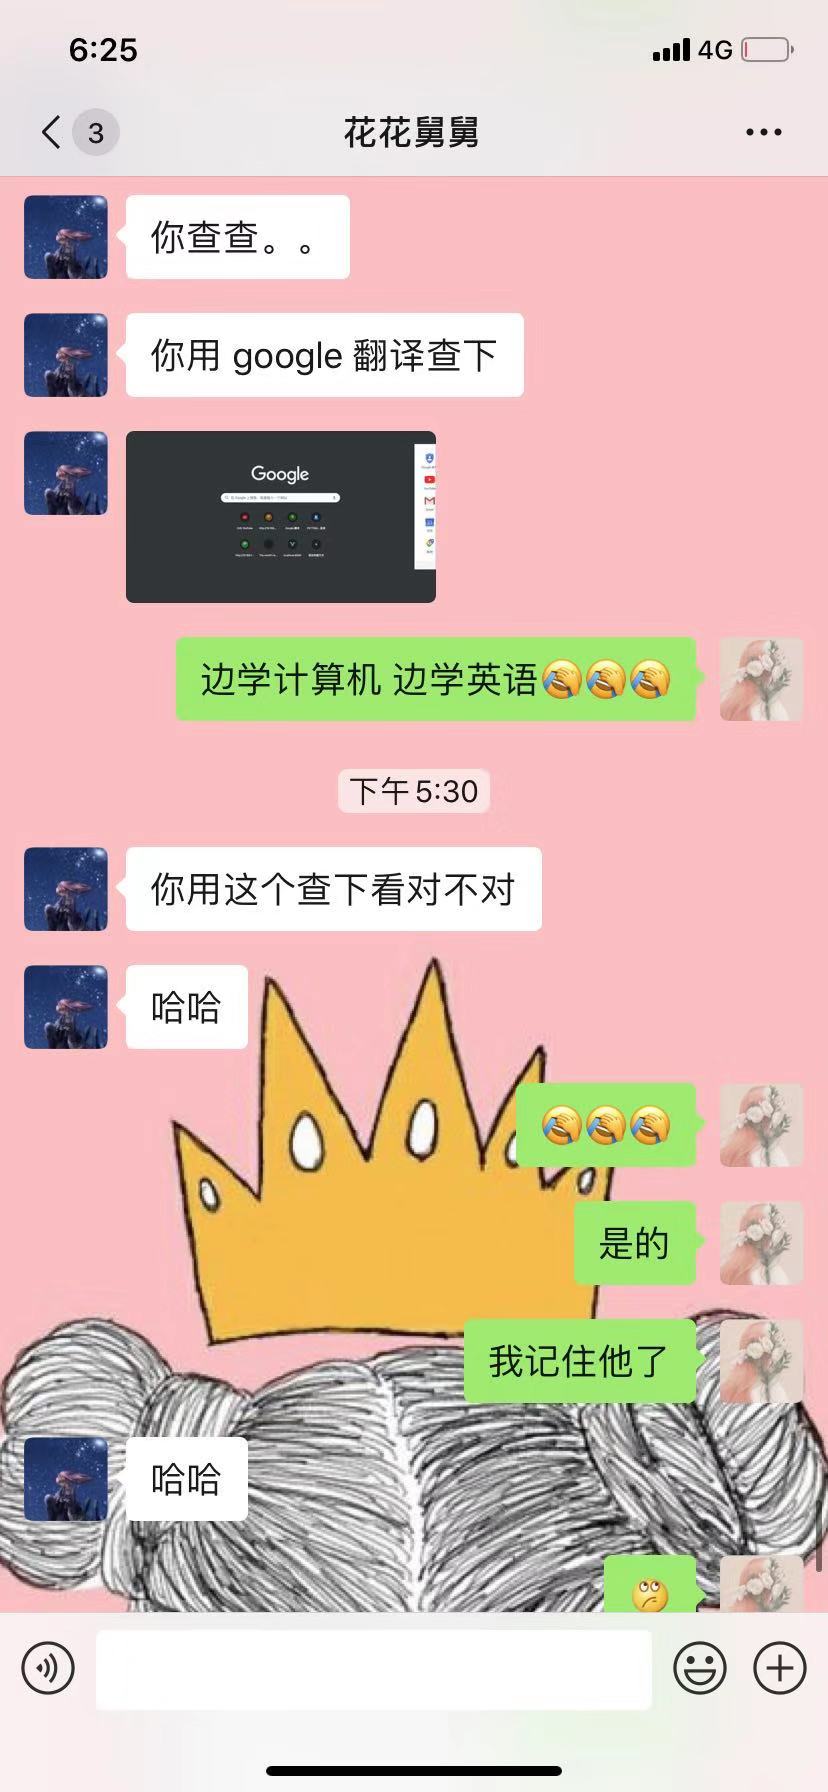 6:25
4G
3
花花舅舅
你查查。。
你用 google 翻译查下
Google
边学计算机 边学英语🤣🤣🤣
下午5:30
你用这个查下看对不对
哈哈
🤣🤣🤣
是的
我记住他了
哈哈
🙄